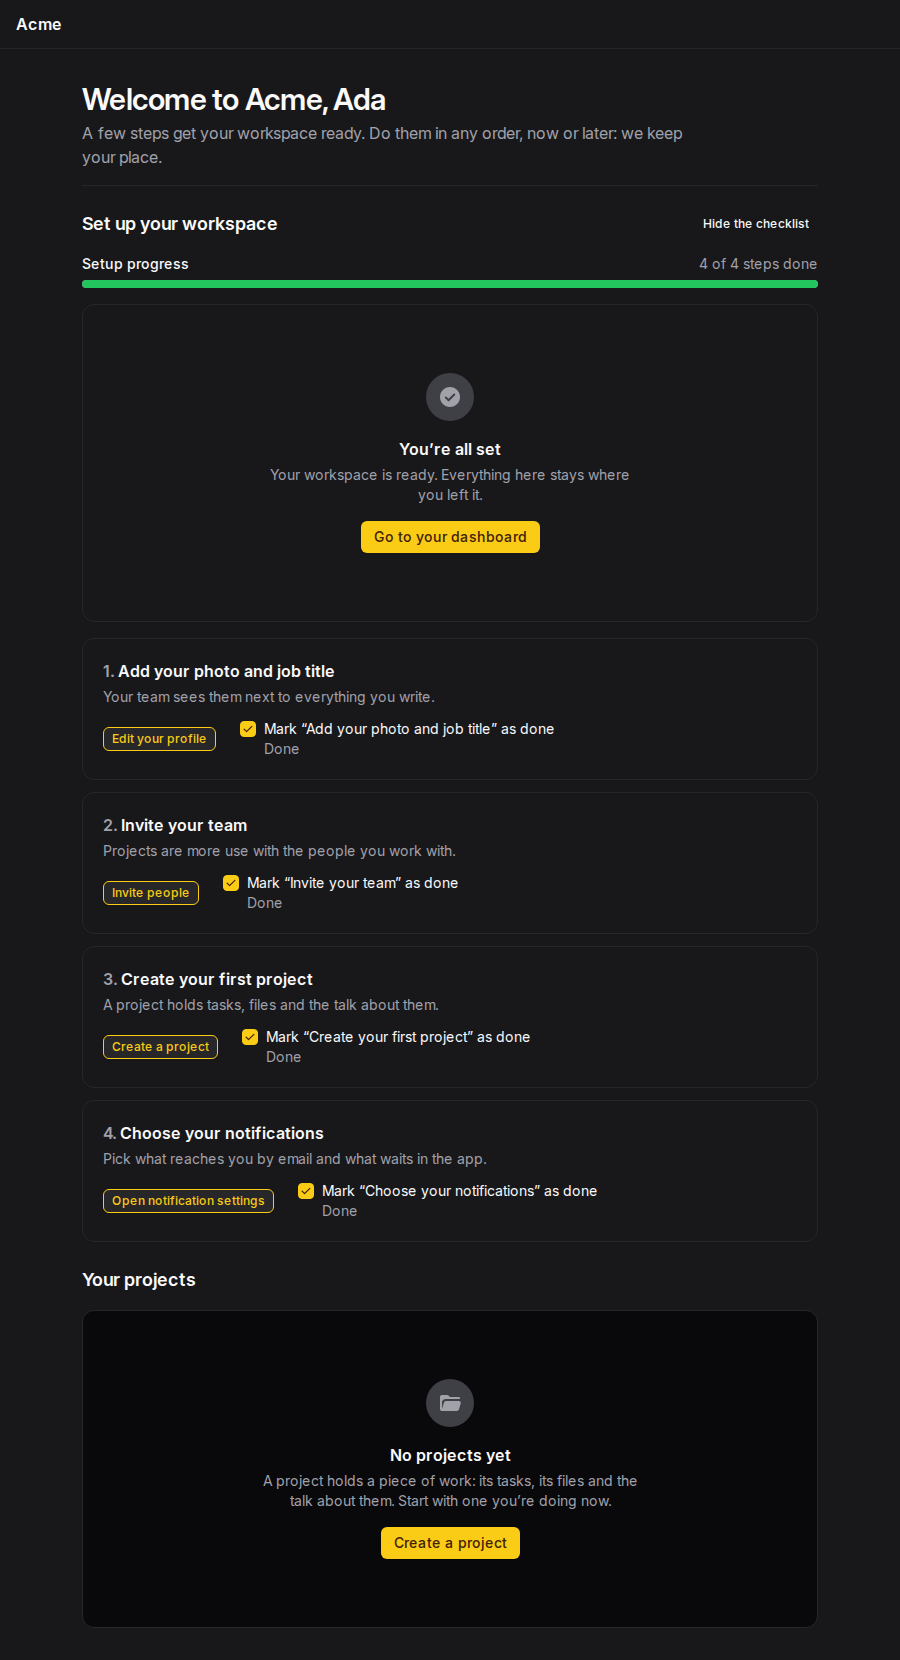 Acme
Welcome to Acme, Ada
A few steps get your workspace ready. Do them in any order, now or later: we keep
your place.
Set up your workspace
Hide the checklist
Setup progress
4 of 4 steps done
You’re all set
Your workspace is ready. Everything here stays where
you left it.
Go to your dashboard
1. Add your photo and job title
Your team sees them next to everything you write.
Edit your profile
Mark “Add your photo and job title” as done
Done
2. Invite your team
Projects are more use with the people you work with.
Invite people
Mark “Invite your team” as done
Done
3. Create your first project
A project holds tasks, files and the talk about them.
Create a project
Mark “Create your first project” as done
Done
4. Choose your notifications
Pick what reaches you by email and what waits in the app.
Open notification settings
Mark “Choose your notifications” as done
Done
Your projects
No projects yet
A project holds a piece of work: its tasks, its files and the
talk about them. Start with one you’re doing now.
Create a project